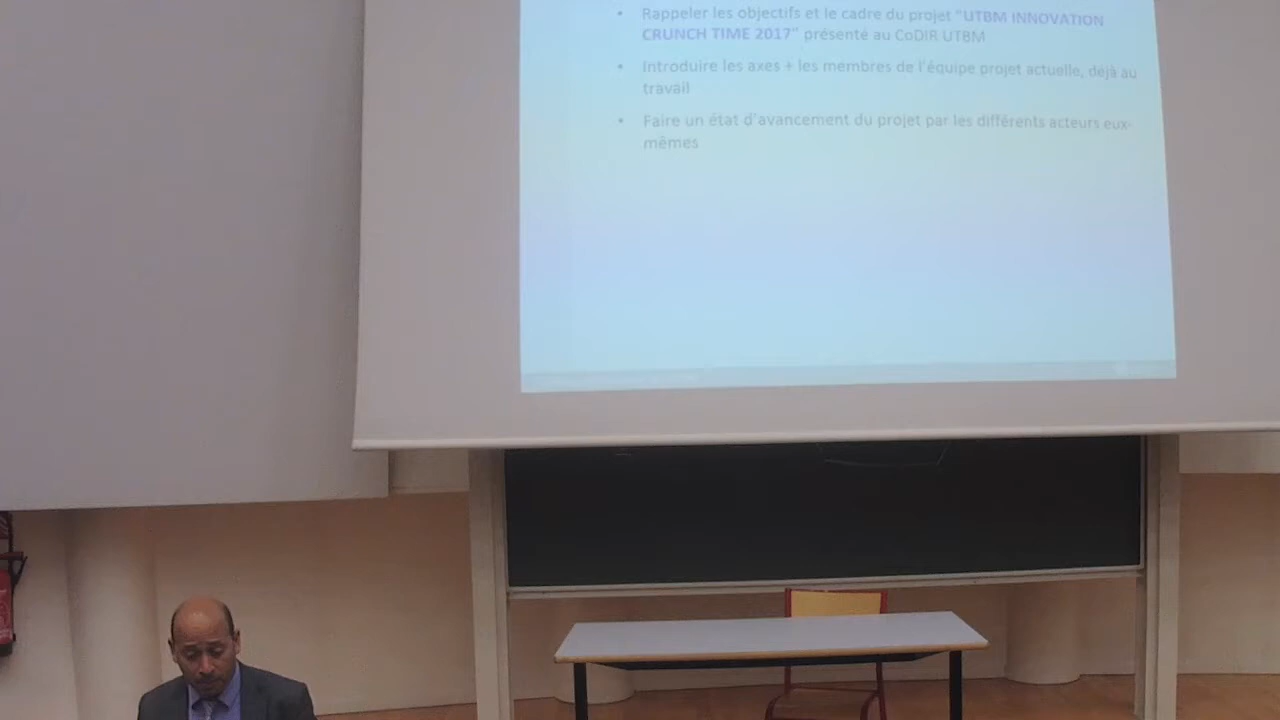 • Rappeler les objectifs et le cadre du projet "UTBM INNOVATION
CRUNCH TIME 2017" présenté au CoDIR UTBM
• Introduire les axes + les membres de l'équipe projet actuelle, déjà au
travail
• Faire un état d'avancement du projet par les différents acteurs eux-
mêmes